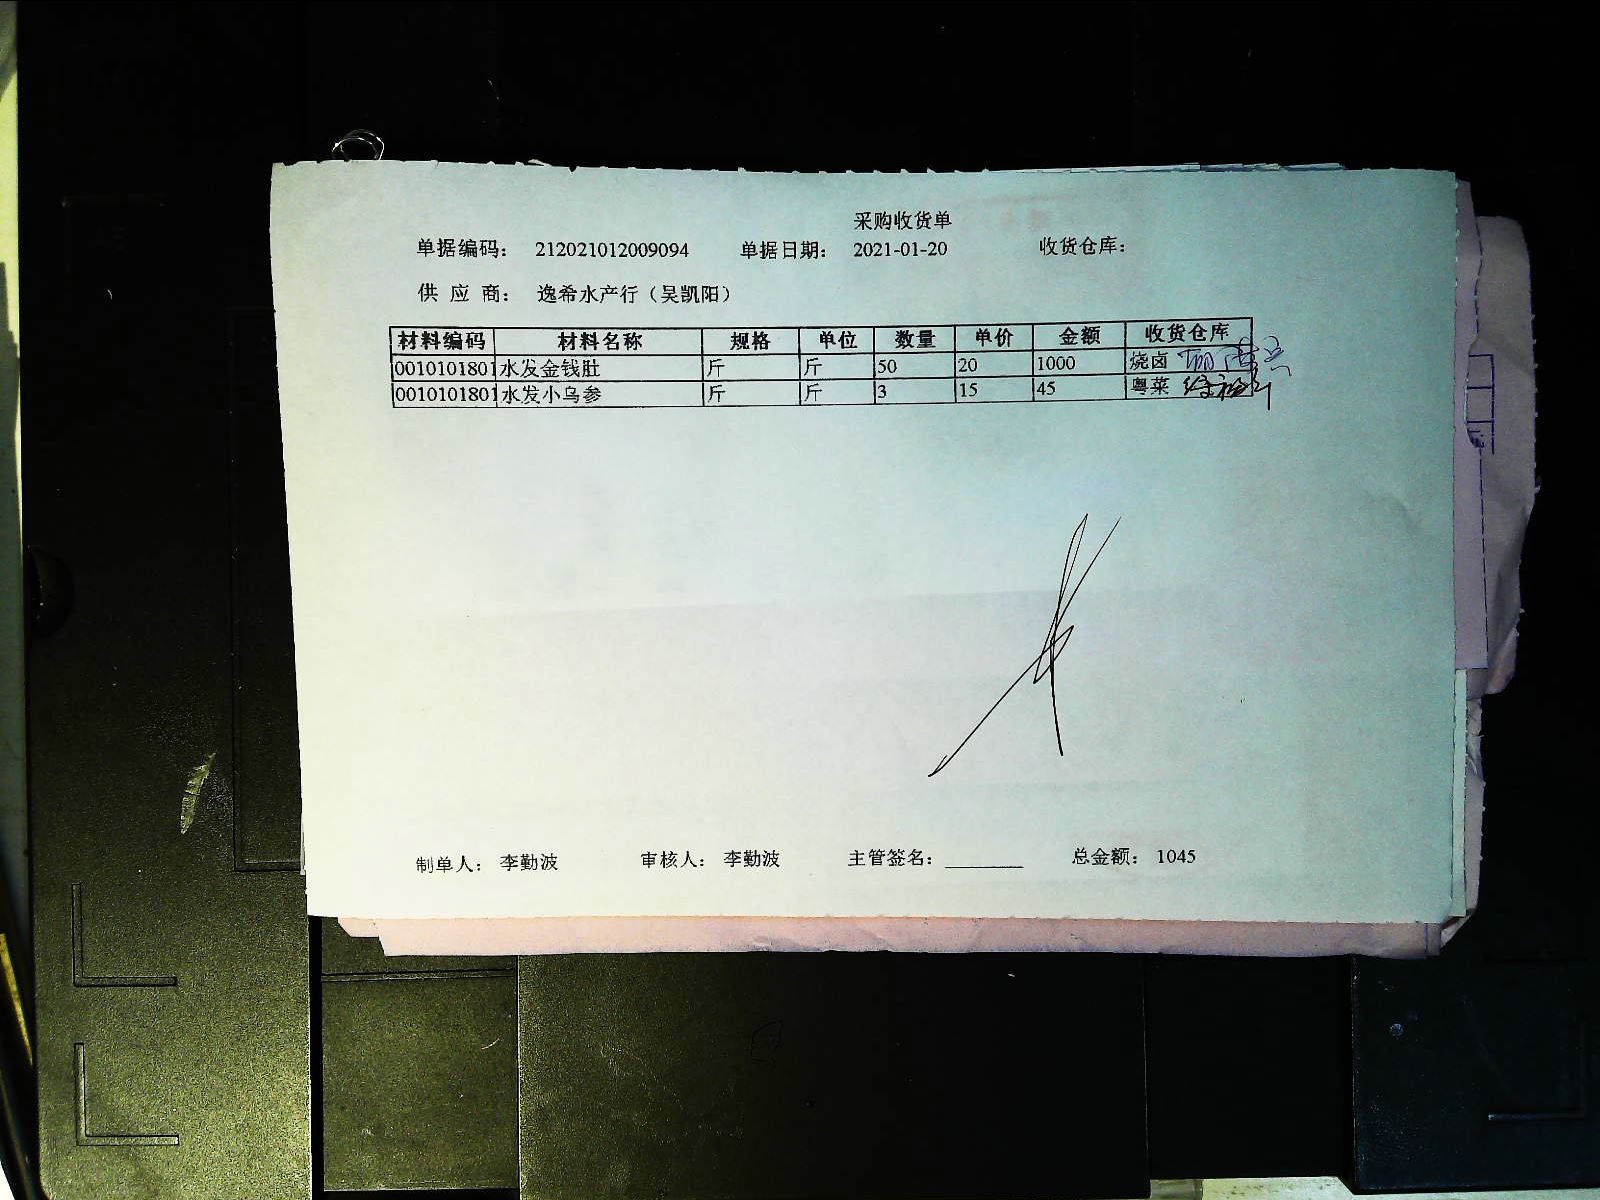 采购收货单
单据编码： 212021012009094 单据日期： 2021-01-20 收货仓库：
供 应 商： 逸希水产行（吴凯阳）
材料编码 材料名称 规格 单位 数量 单价 金额 收货仓库
0010101801 水发金钱肚 斤 斤 50 20 1000 烧卤
0010101801 水发小乌参 斤 斤 3 15 45 粤菜
制单人： 李勤波 审核人： 李勤波 主管签名： 总金额： 1045